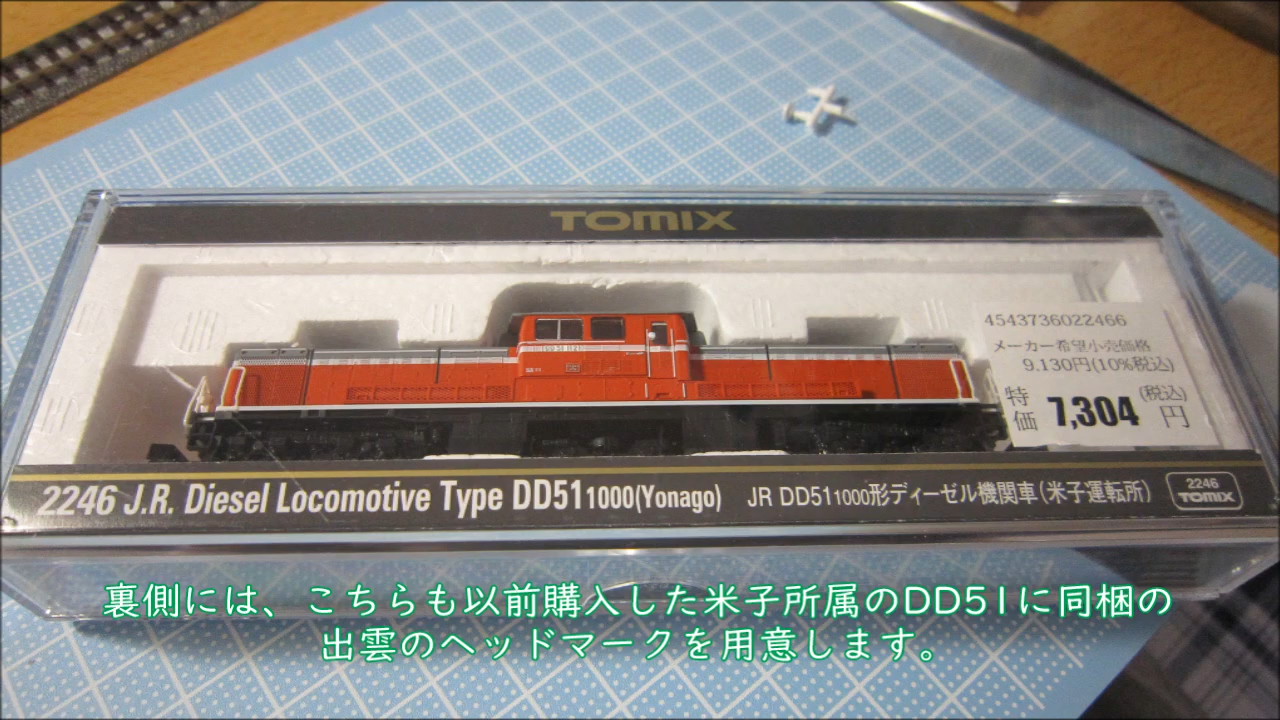 TOMIX
4543736022466
メーカー希望小売価格
9.130円(10%税込)
特価 7,304 (税込) 円
2246 J.R. Diesel Locomotive Type DD51 1000(Yonago) JR DD51 1000形ディーゼル機関車(米子運転所) 2246 TOMIX
裏側には、こちらも以前購入した米子所属のDD51に同梱の
出雲のヘッドマークを用意します。